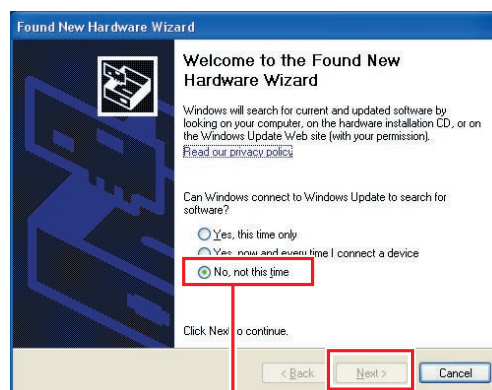 Found New Hardware Wizard
Welcome to the Found New
Hardware Wizard
Windows will search for current and updated software by
looking on your computer, on the hardware installation CD, or on
the Windows Update Web site (with your permission).
Read our privacy policy
Can Windows connect to Windows Update to search for
software?
Yes, this time only
Yes, now and every time I connect a device
No, not this time
Click Next to continue.
< Back
Next >
Cancel